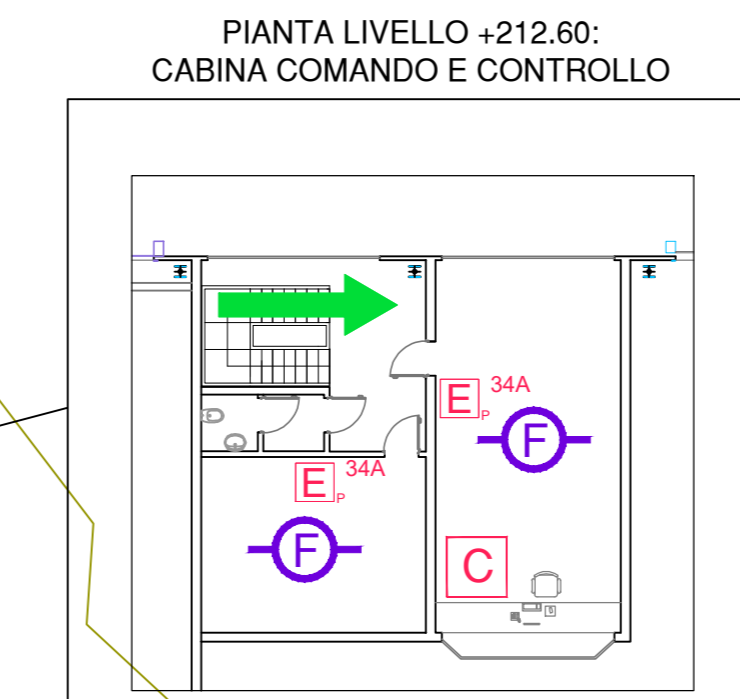 PIANTA LIVELLO +212.60:
CABINA COMANDO E CONTROLLO
E P 34A
F
E P 34A
F
C